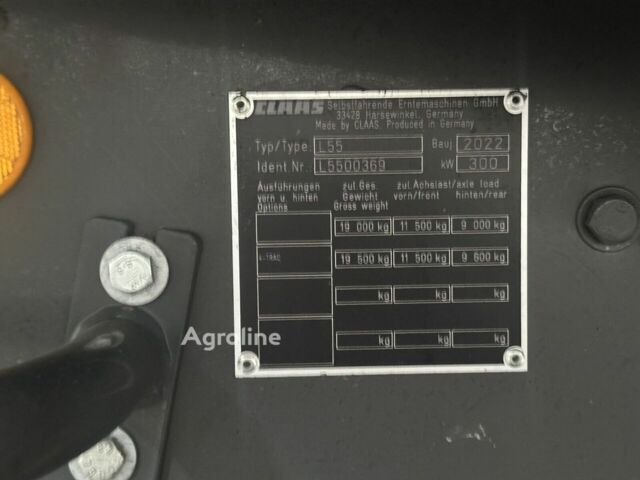 CLAAS Selbstfahrende Erntemaschinen GmbH
33428 Harsewinkel, Germany
Made by CLAAS. Produced in Germany
Typ/Type: L55 Bauj. 2022
Ident.Nr. L5500369 kW 300
Ausführungen zul. Ges. zul. Achslast/axle load
vorn u. hinten Gewicht vorn/front hinten/rear
Options Gross weight
19 000 kg 11 500 kg 9 000 kg
19 500 kg 11 500 kg 9 600 kg
kg kg kg
kg kg kg
Agroline